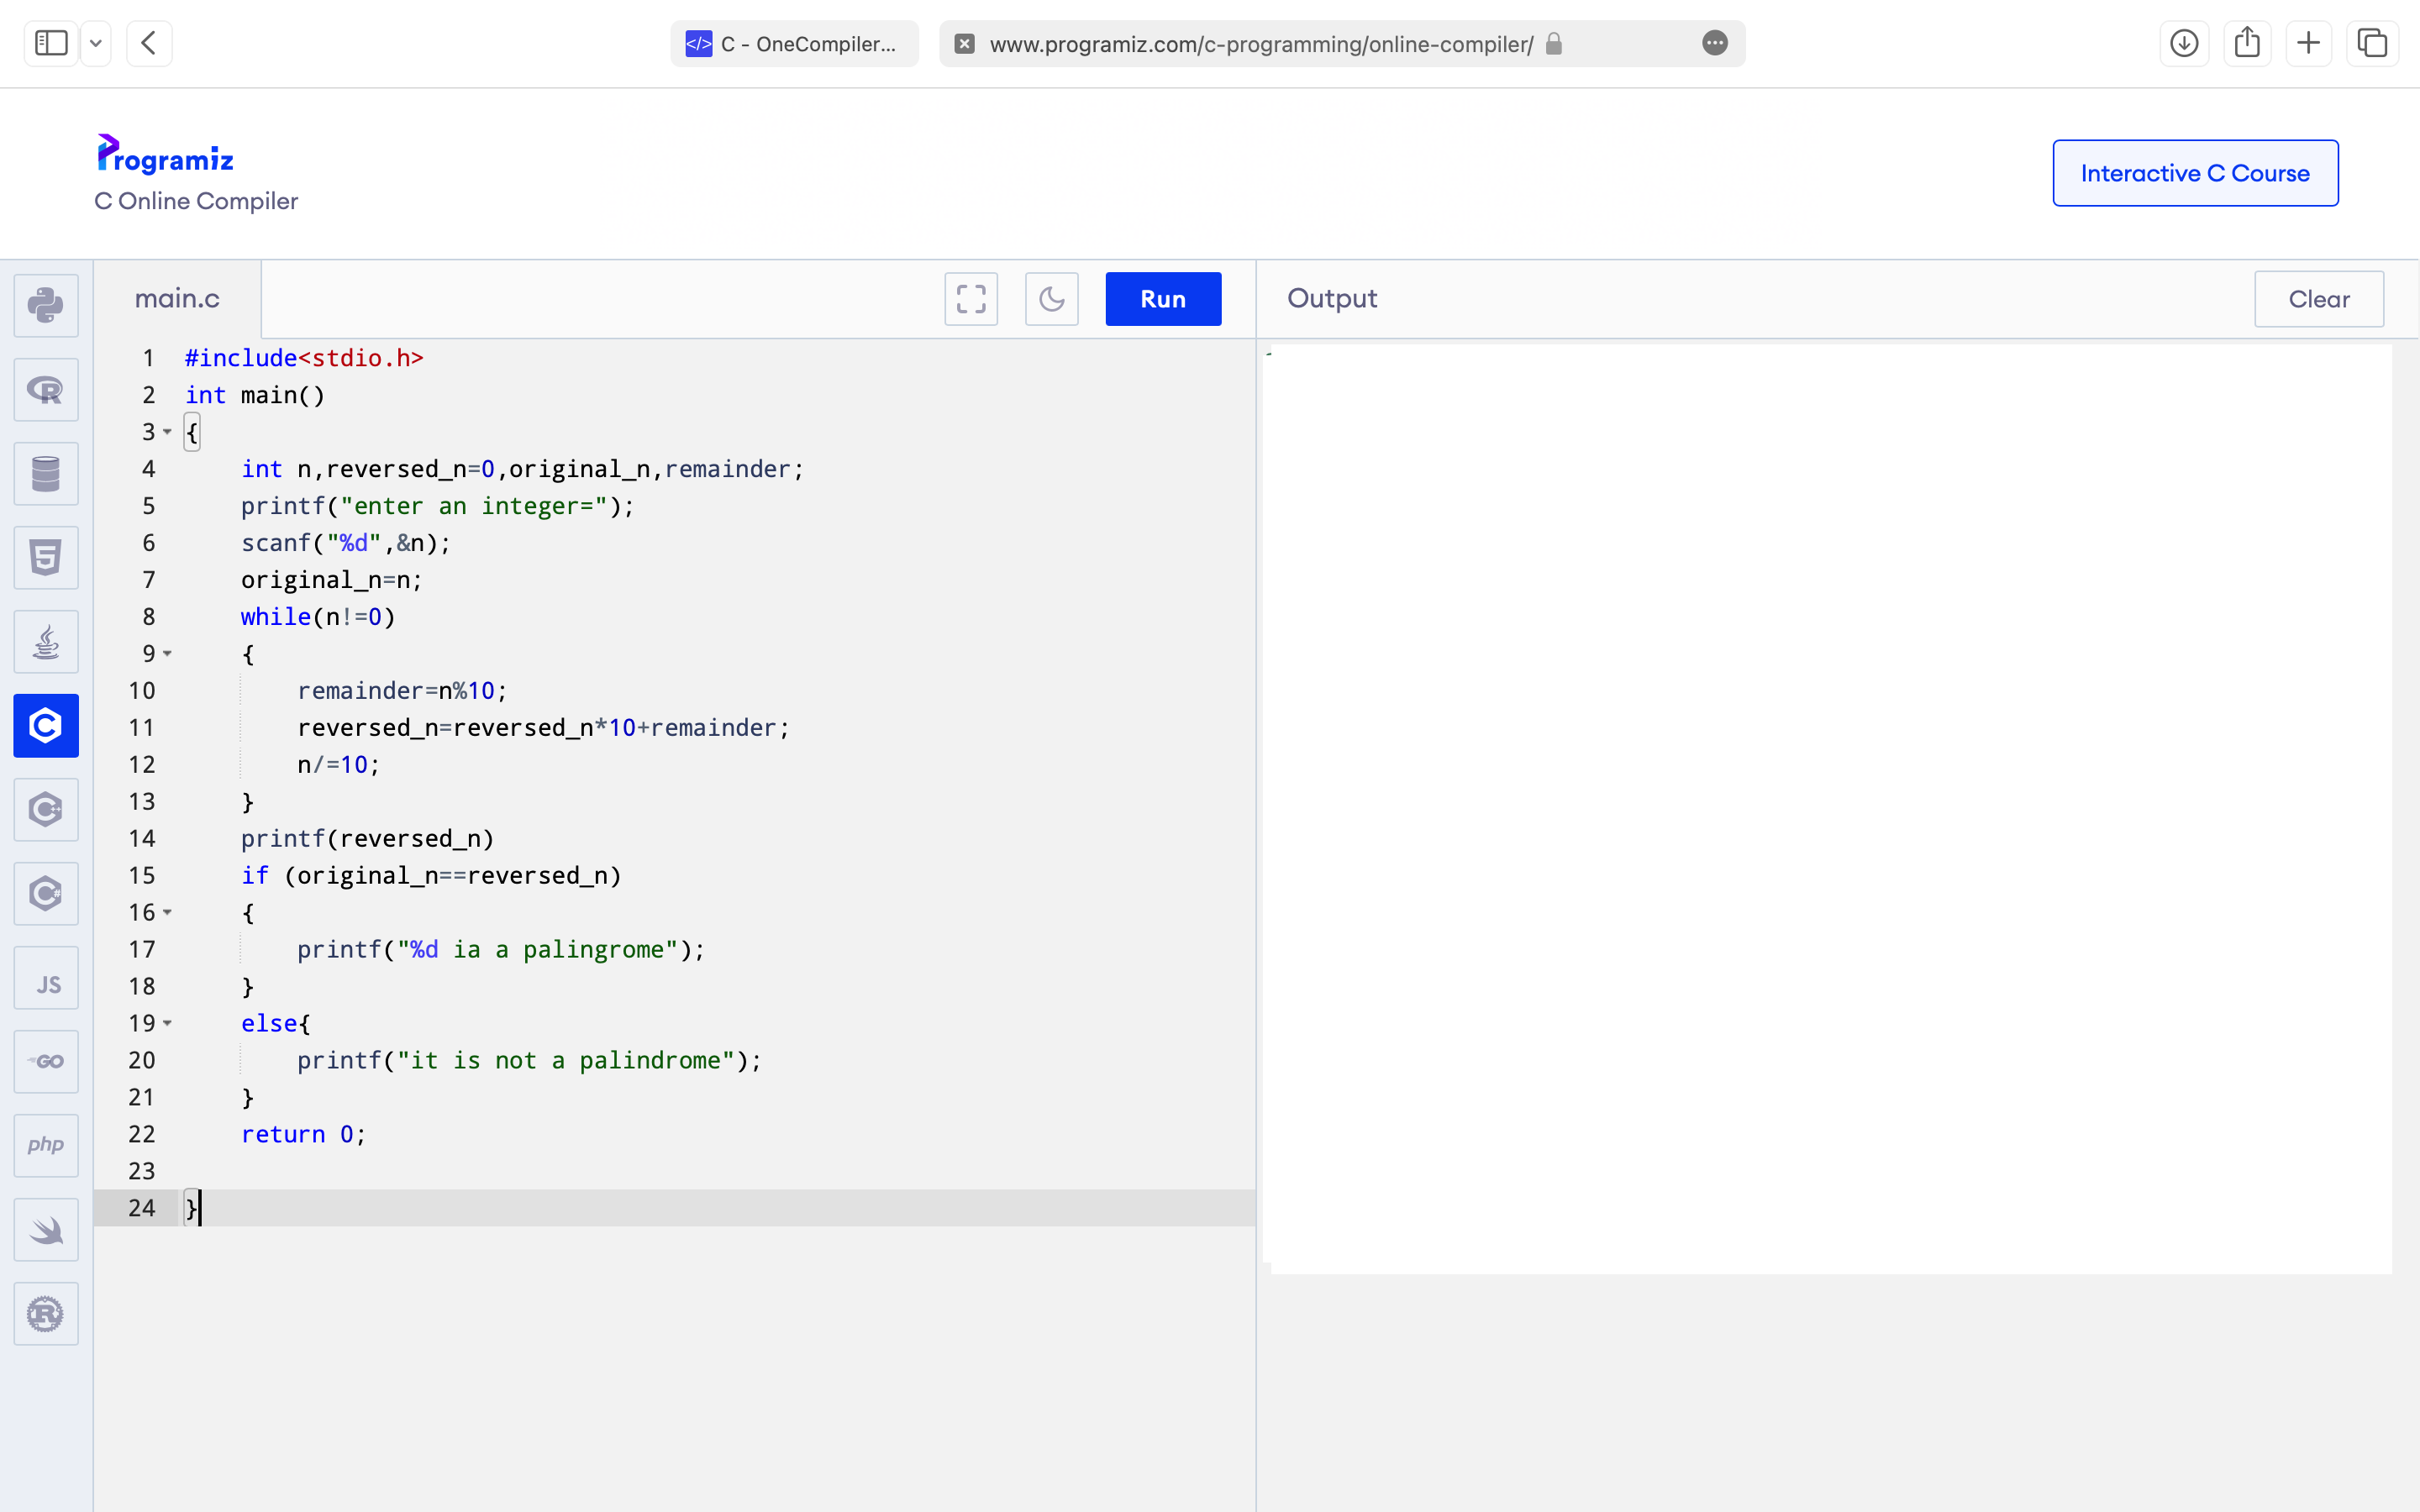 C - OneCompiler...
www.programiz.com/c-programming/online-compiler/
Programiz
C Online Compiler
Interactive C Course
main.c
Run
Output
Clear
1 #include<stdio.h>
2 int main()
3 {
4     int n,reversed_n=0,original_n,remainder;
5     printf("enter an integer=");
6     scanf("%d",&n);
7     original_n=n;
8     while(n!=0)
9     {
10         remainder=n%10;
11         reversed_n=reversed_n*10+remainder;
12         n/=10;
13     }
14     printf(reversed_n)
15     if (original_n==reversed_n)
16     {
17         printf("%d ia a palingrome");
18     }
19     else{
20         printf("it is not a palindrome");
21     }
22     return 0;
23
24 }
R
5
C
C
C
JS
GO
php
R